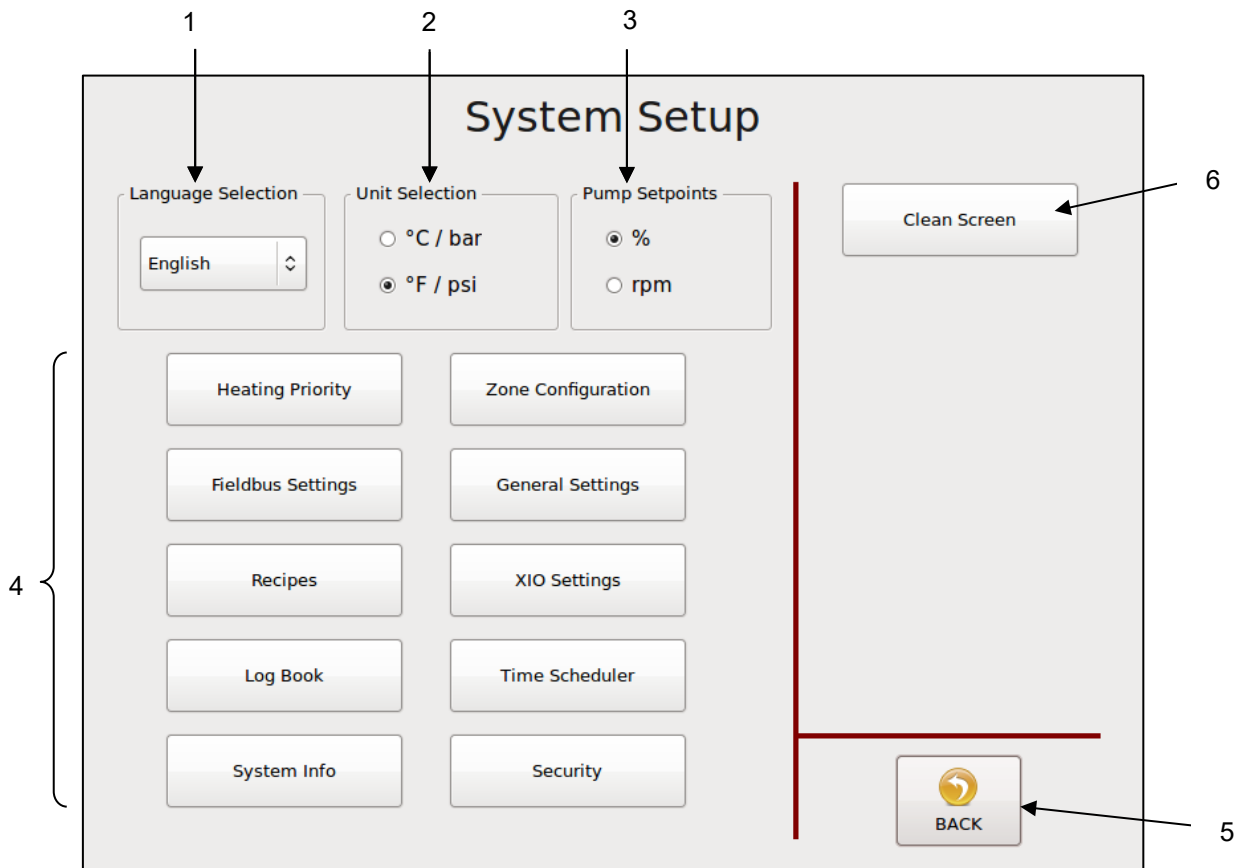 1 2 3
System Setup
Language Selection Unit Selection Pump Setpoints
6
Clean Screen
°C / bar %
English
°F / psi rpm
Heating Priority Zone Configuration
Fieldbus Settings General Settings
4
Recipes XIO Settings
Log Book Time Scheduler
System Info Security
BACK
5